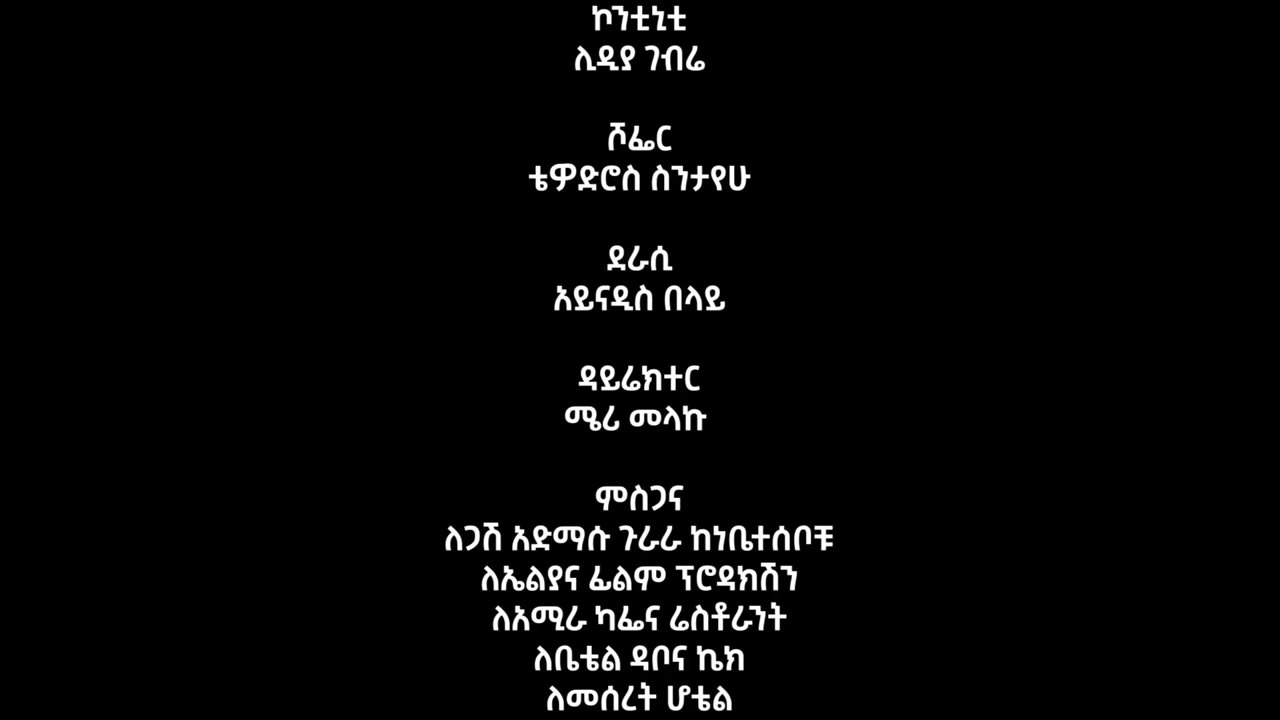 ኮንቲኒቲ
ሊዲያ ገብሬ
ሾፌር
ቴዎድሮስ ስንታየሁ
ደራሲ
አይናዲስ በላይ
ዳይሬክተር
ሜሪ መላኩ
ምስጋና
ለጋሽ አድማሱ ጉራራ ከነቤተሰቦቹ
ለኤልያና ፊልም ፕሮዳክሽን
ለአሚራ ካፌና ሬስቶራንት
ለቤቴል ዳቦና ኬክ
ለመሰረት ሆቴል